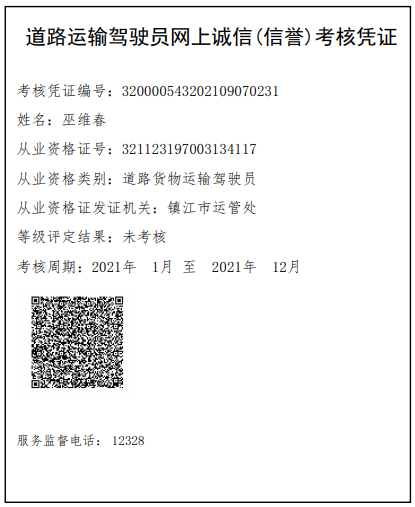 道路运输驾驶员网上诚信(信誉)考核凭证
考核凭证编号：320000543202109070231
姓名：巫维春
从业资格证号：321123197003134117
从业资格类别：道路货物运输驾驶员
从业资格证发证机关：镇江市运管处
等级评定结果：未考核
考核周期：2021年 1月 至 2021年 12月
服务监督电话： 12328